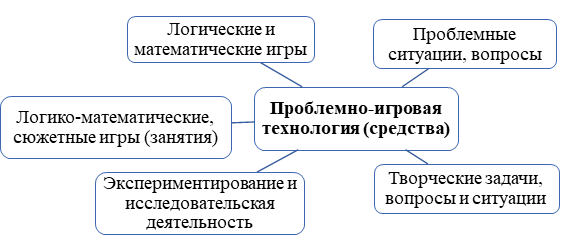 Логические и
математические игры
Проблемные
ситуации, вопросы
Логико-математические,
сюжетные игры (занятия)
Проблемно-игровая
технология (средства)
Экспериментирование и
исследовательская
деятельность
Творческие задачи,
вопросы и ситуации